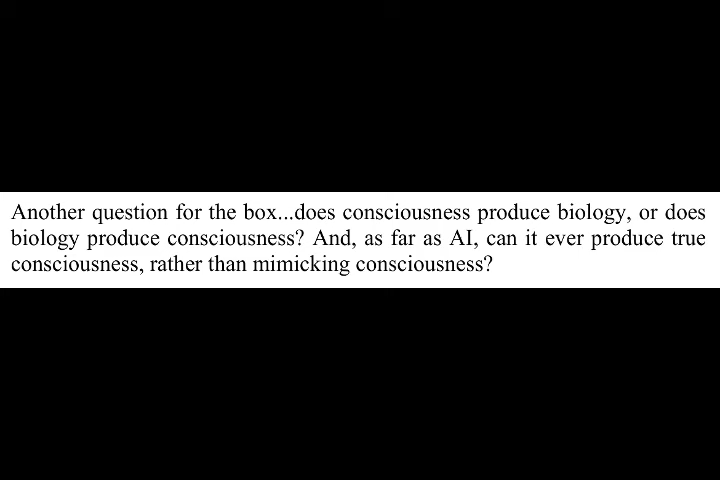 Another question for the box...does consciousness produce biology, or does
biology produce consciousness? And, as far as AI, can it ever produce true
consciousness, rather than mimicking consciousness?